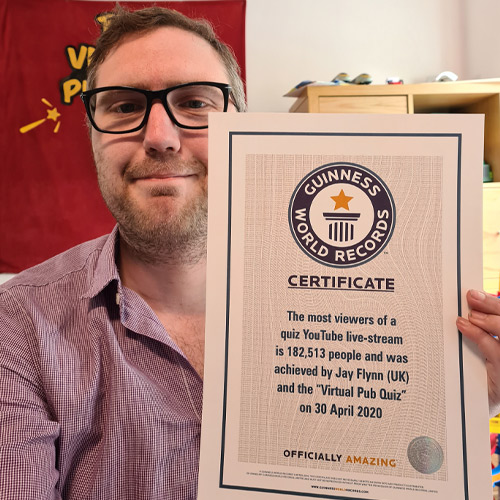 GUINNESS
WORLD RECORDS
CERTIFICATE
The most viewers of a
quiz YouTube live-stream
is 182,513 people and was
achieved by Jay Flynn (UK)
and the "Virtual Pub Quiz"
on 30 April 2020
OFFICIALLY AMAZING